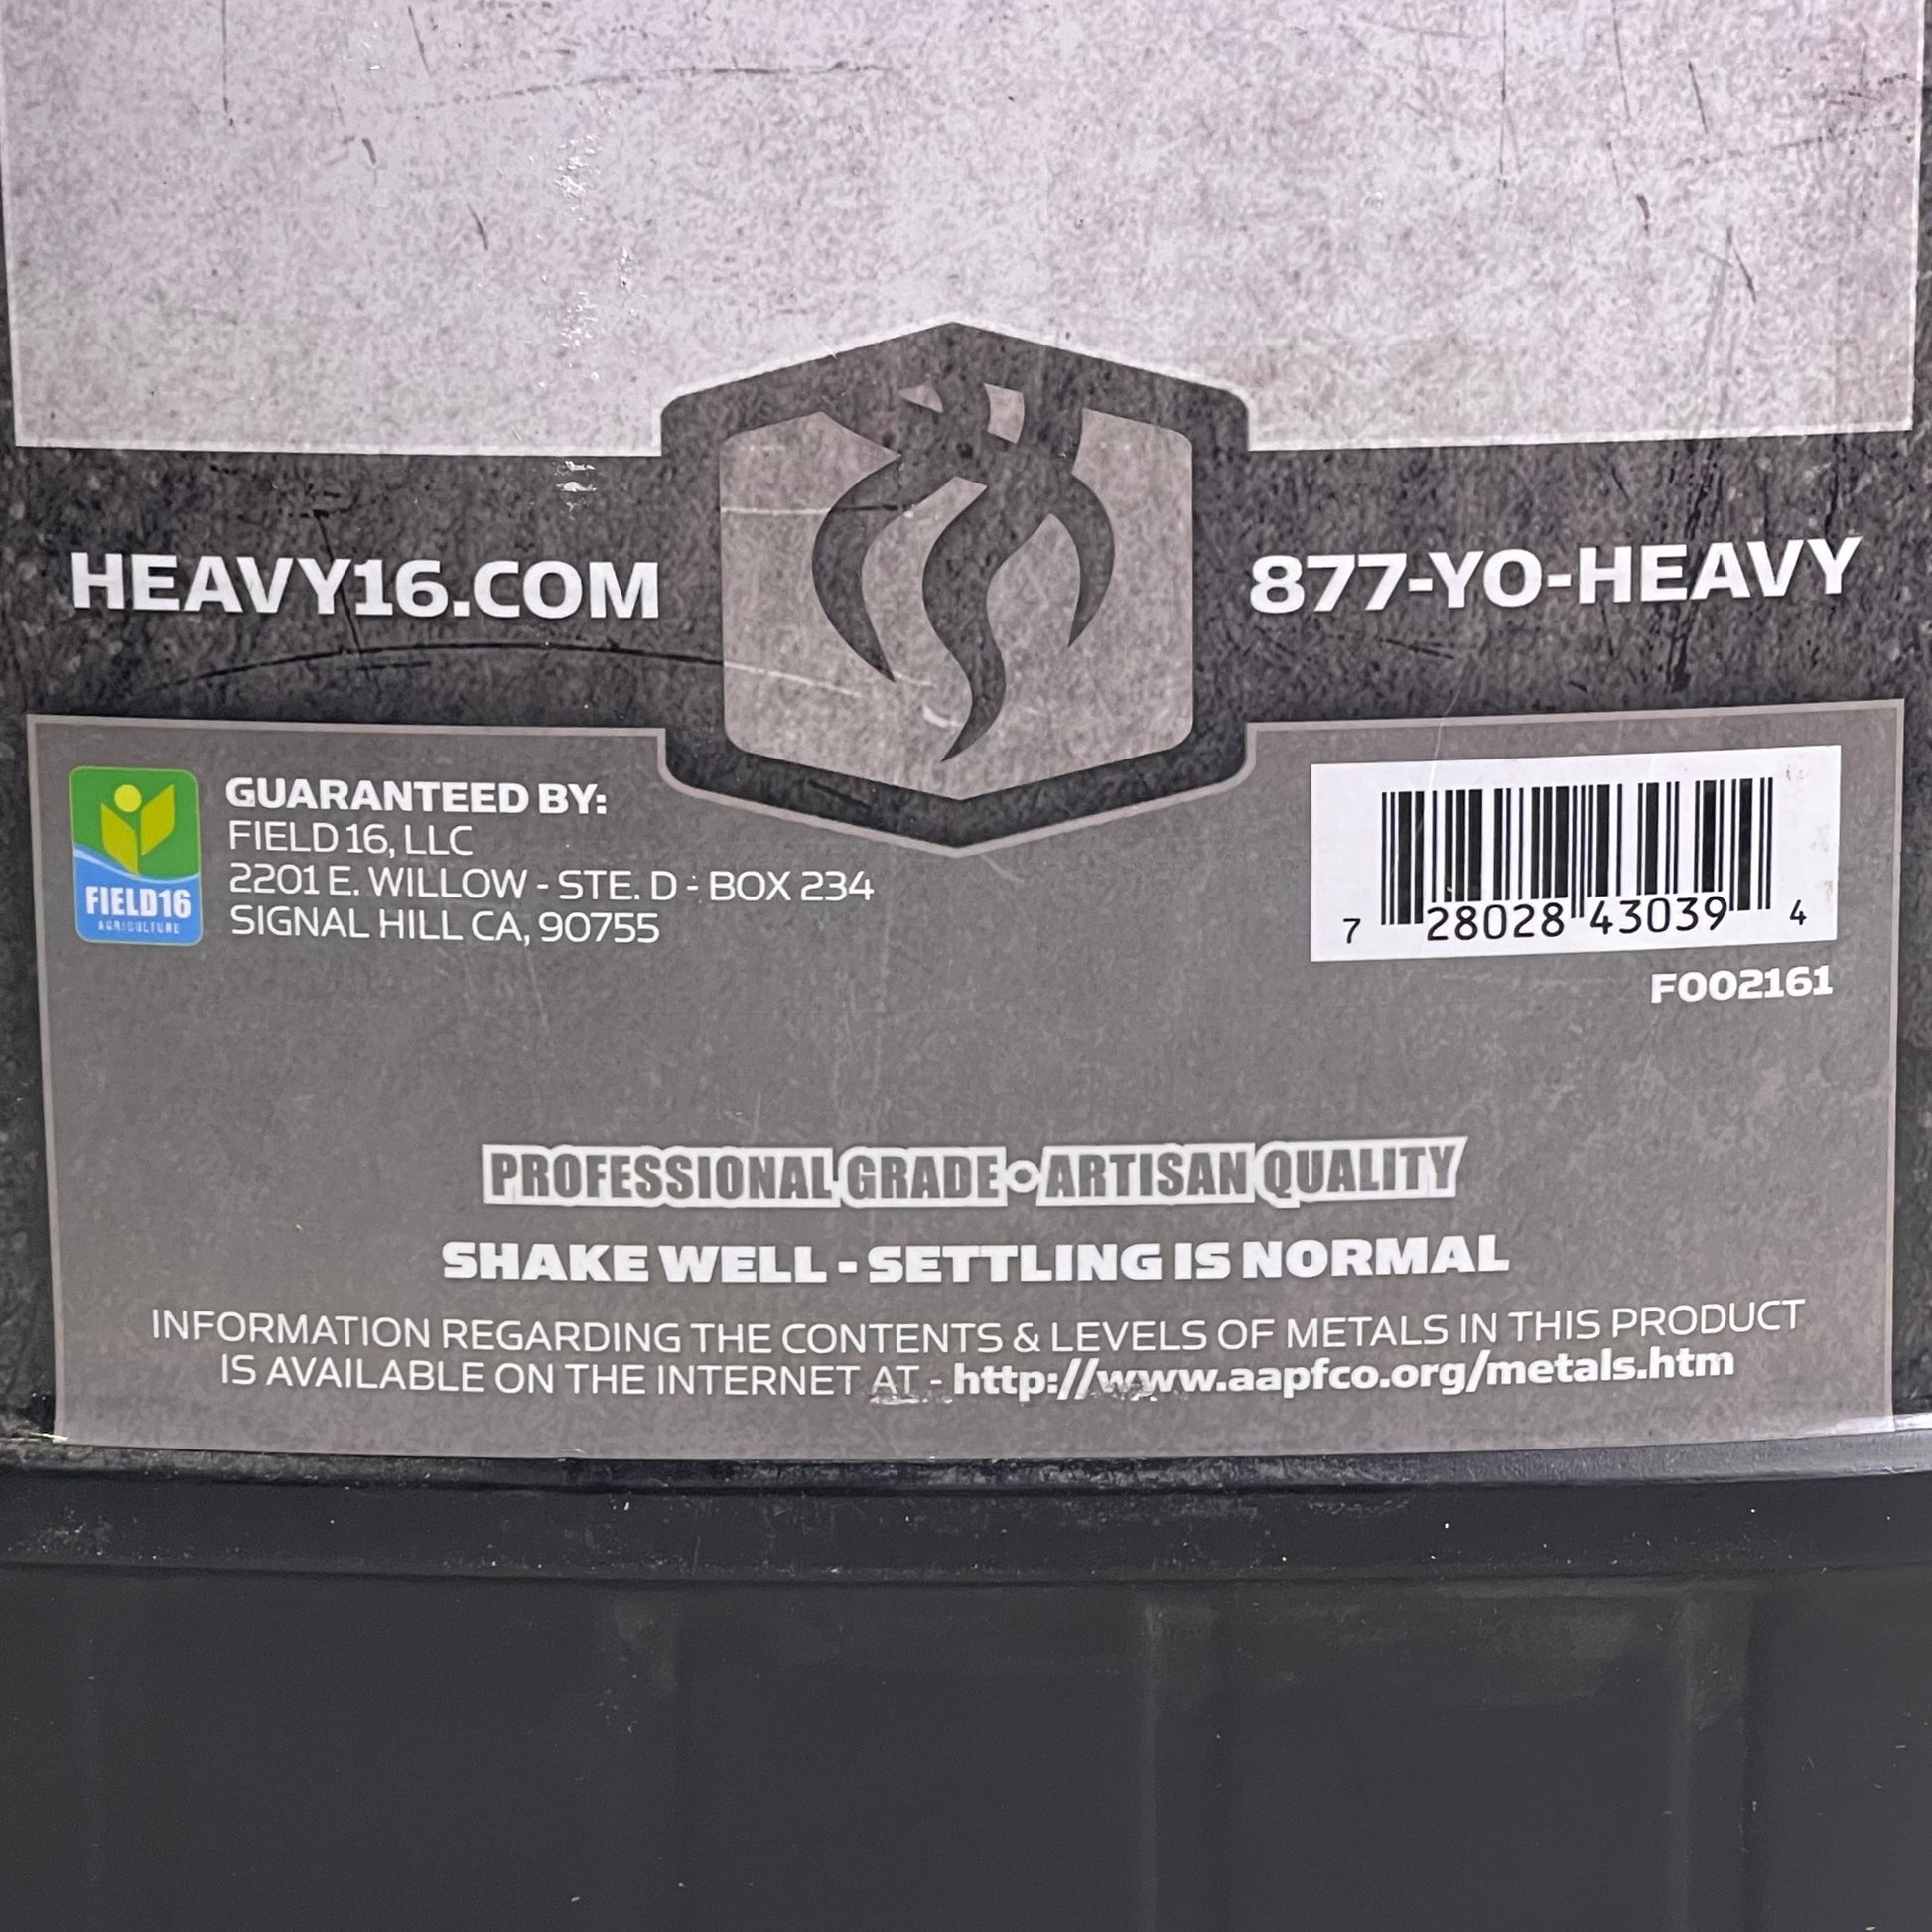 HEAVY16.COM
877-YO-HEAVY
FIELD16
AGRICULTURE
GUARANTEED BY:
FIELD 16, LLC
2201 E. WILLOW - STE. D - BOX 234
SIGNAL HILL CA, 90755
7 28028 43039 4
F002161
PROFESSIONAL GRADE • ARTISAN QUALITY
SHAKE WELL - SETTLING IS NORMAL
INFORMATION REGARDING THE CONTENTS & LEVELS OF METALS IN THIS PRODUCT
IS AVAILABLE ON THE INTERNET AT - http://www.aapfco.org/metals.htm